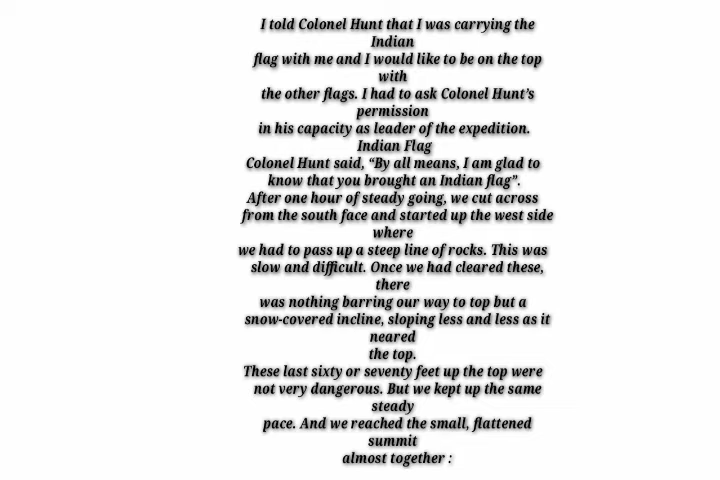 I told Colonel Hunt that I was carrying the
Indian
flag with me and I would like to be on the top
with
the other flags. I had to ask Colonel Hunt's
permission
in his capacity as leader of the expedition.
Indian Flag
Colonel Hunt said, “By all means, I am glad to
know that you brought an Indian flag”.
After one hour of steady going, we cut across
from the south face and started up the west side
where
we had to pass up a steep line of rocks. This was
slow and difficult. Once we had cleared these,
there
was nothing barring our way to top but a
snow-covered incline, sloping less and less as it
neared
the top.
These last sixty or seventy feet up the top were
not very dangerous. But we kept up the same
steady
pace. And we reached the small, flattened
summit
almost together :